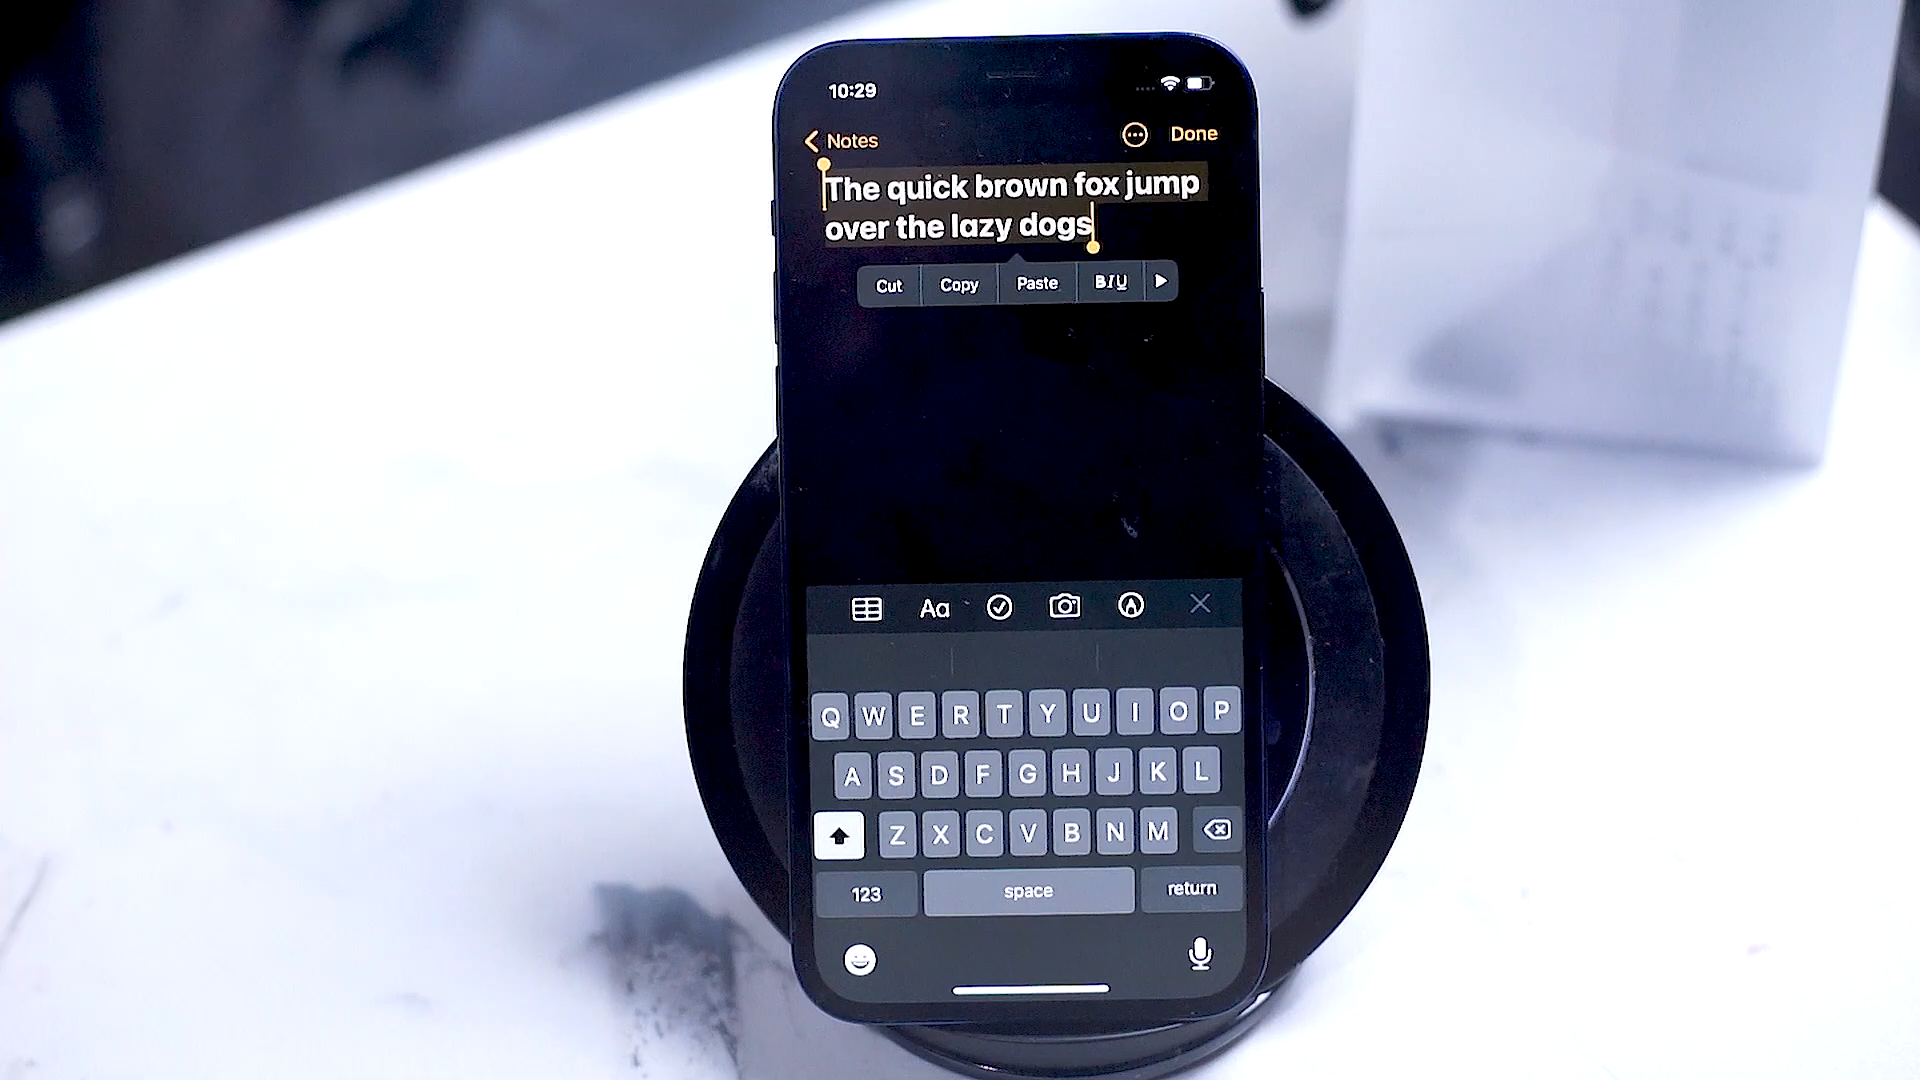 10:29
Notes
Done
The quick brown fox jump
over the lazy dogs
Cut Copy Paste BIU
Aa
Q W E R T Y U I O P
A S D F G H J K L
Z X C V B N M
123 space return